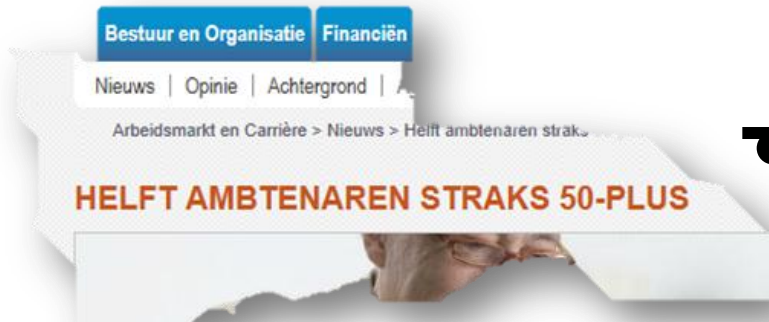 Bestuur en Organisatie Financiën
Nieuws | Opinie | Achtergrond |
Arbeidsmarkt en Carrière > Nieuws > Helft ambtenaren straks
HELFT AMBTENAREN STRAKS 50-PLUS